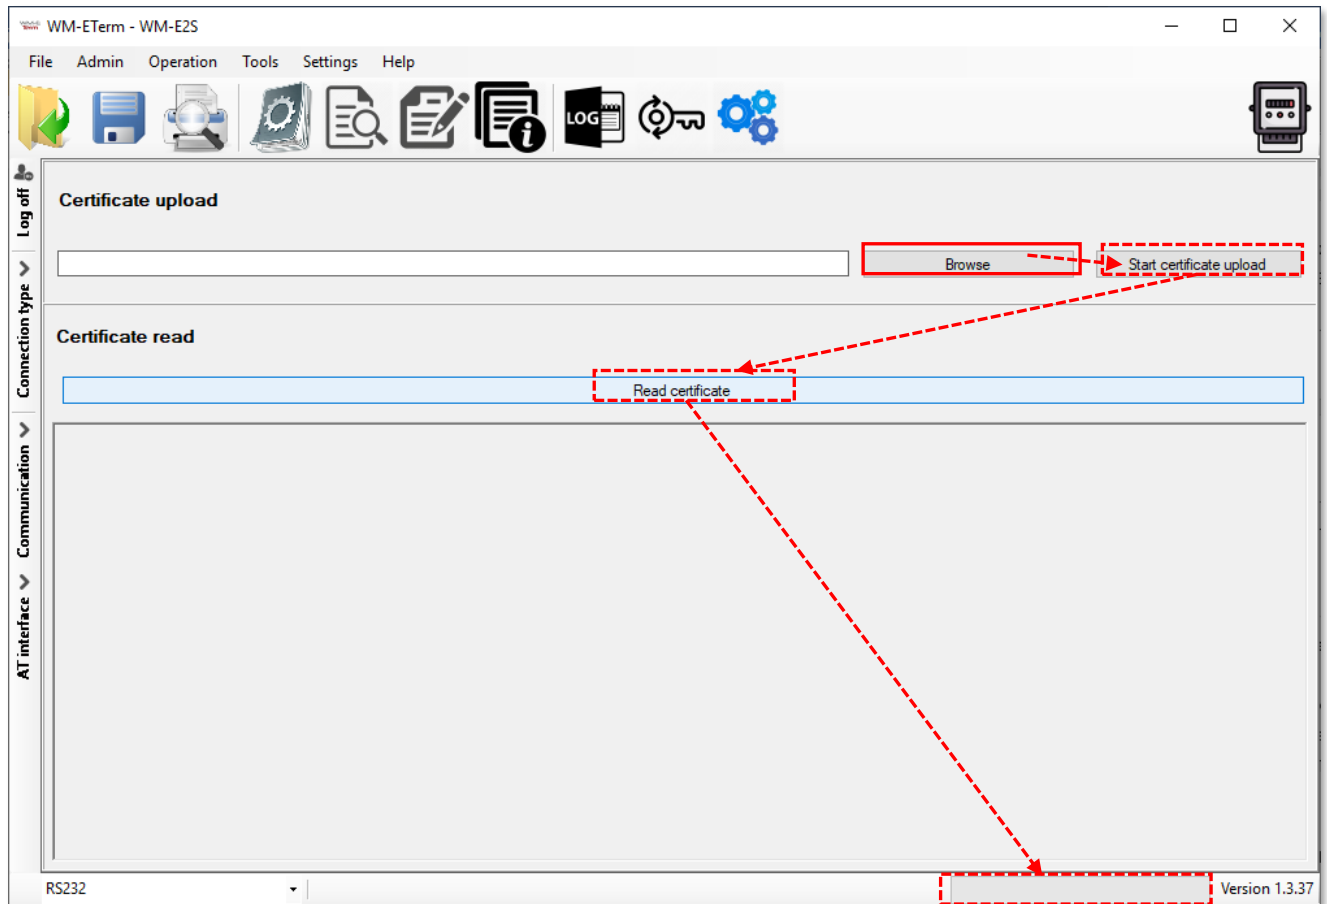 WM-ETerm - WM-E2S
File Admin Operation Tools Settings Help
LOG
Log off
Connection type
Communication
AT interface
Certificate upload
Browse
Start certificate upload
Certificate read
Read certificate
RS232
Version 1.3.37